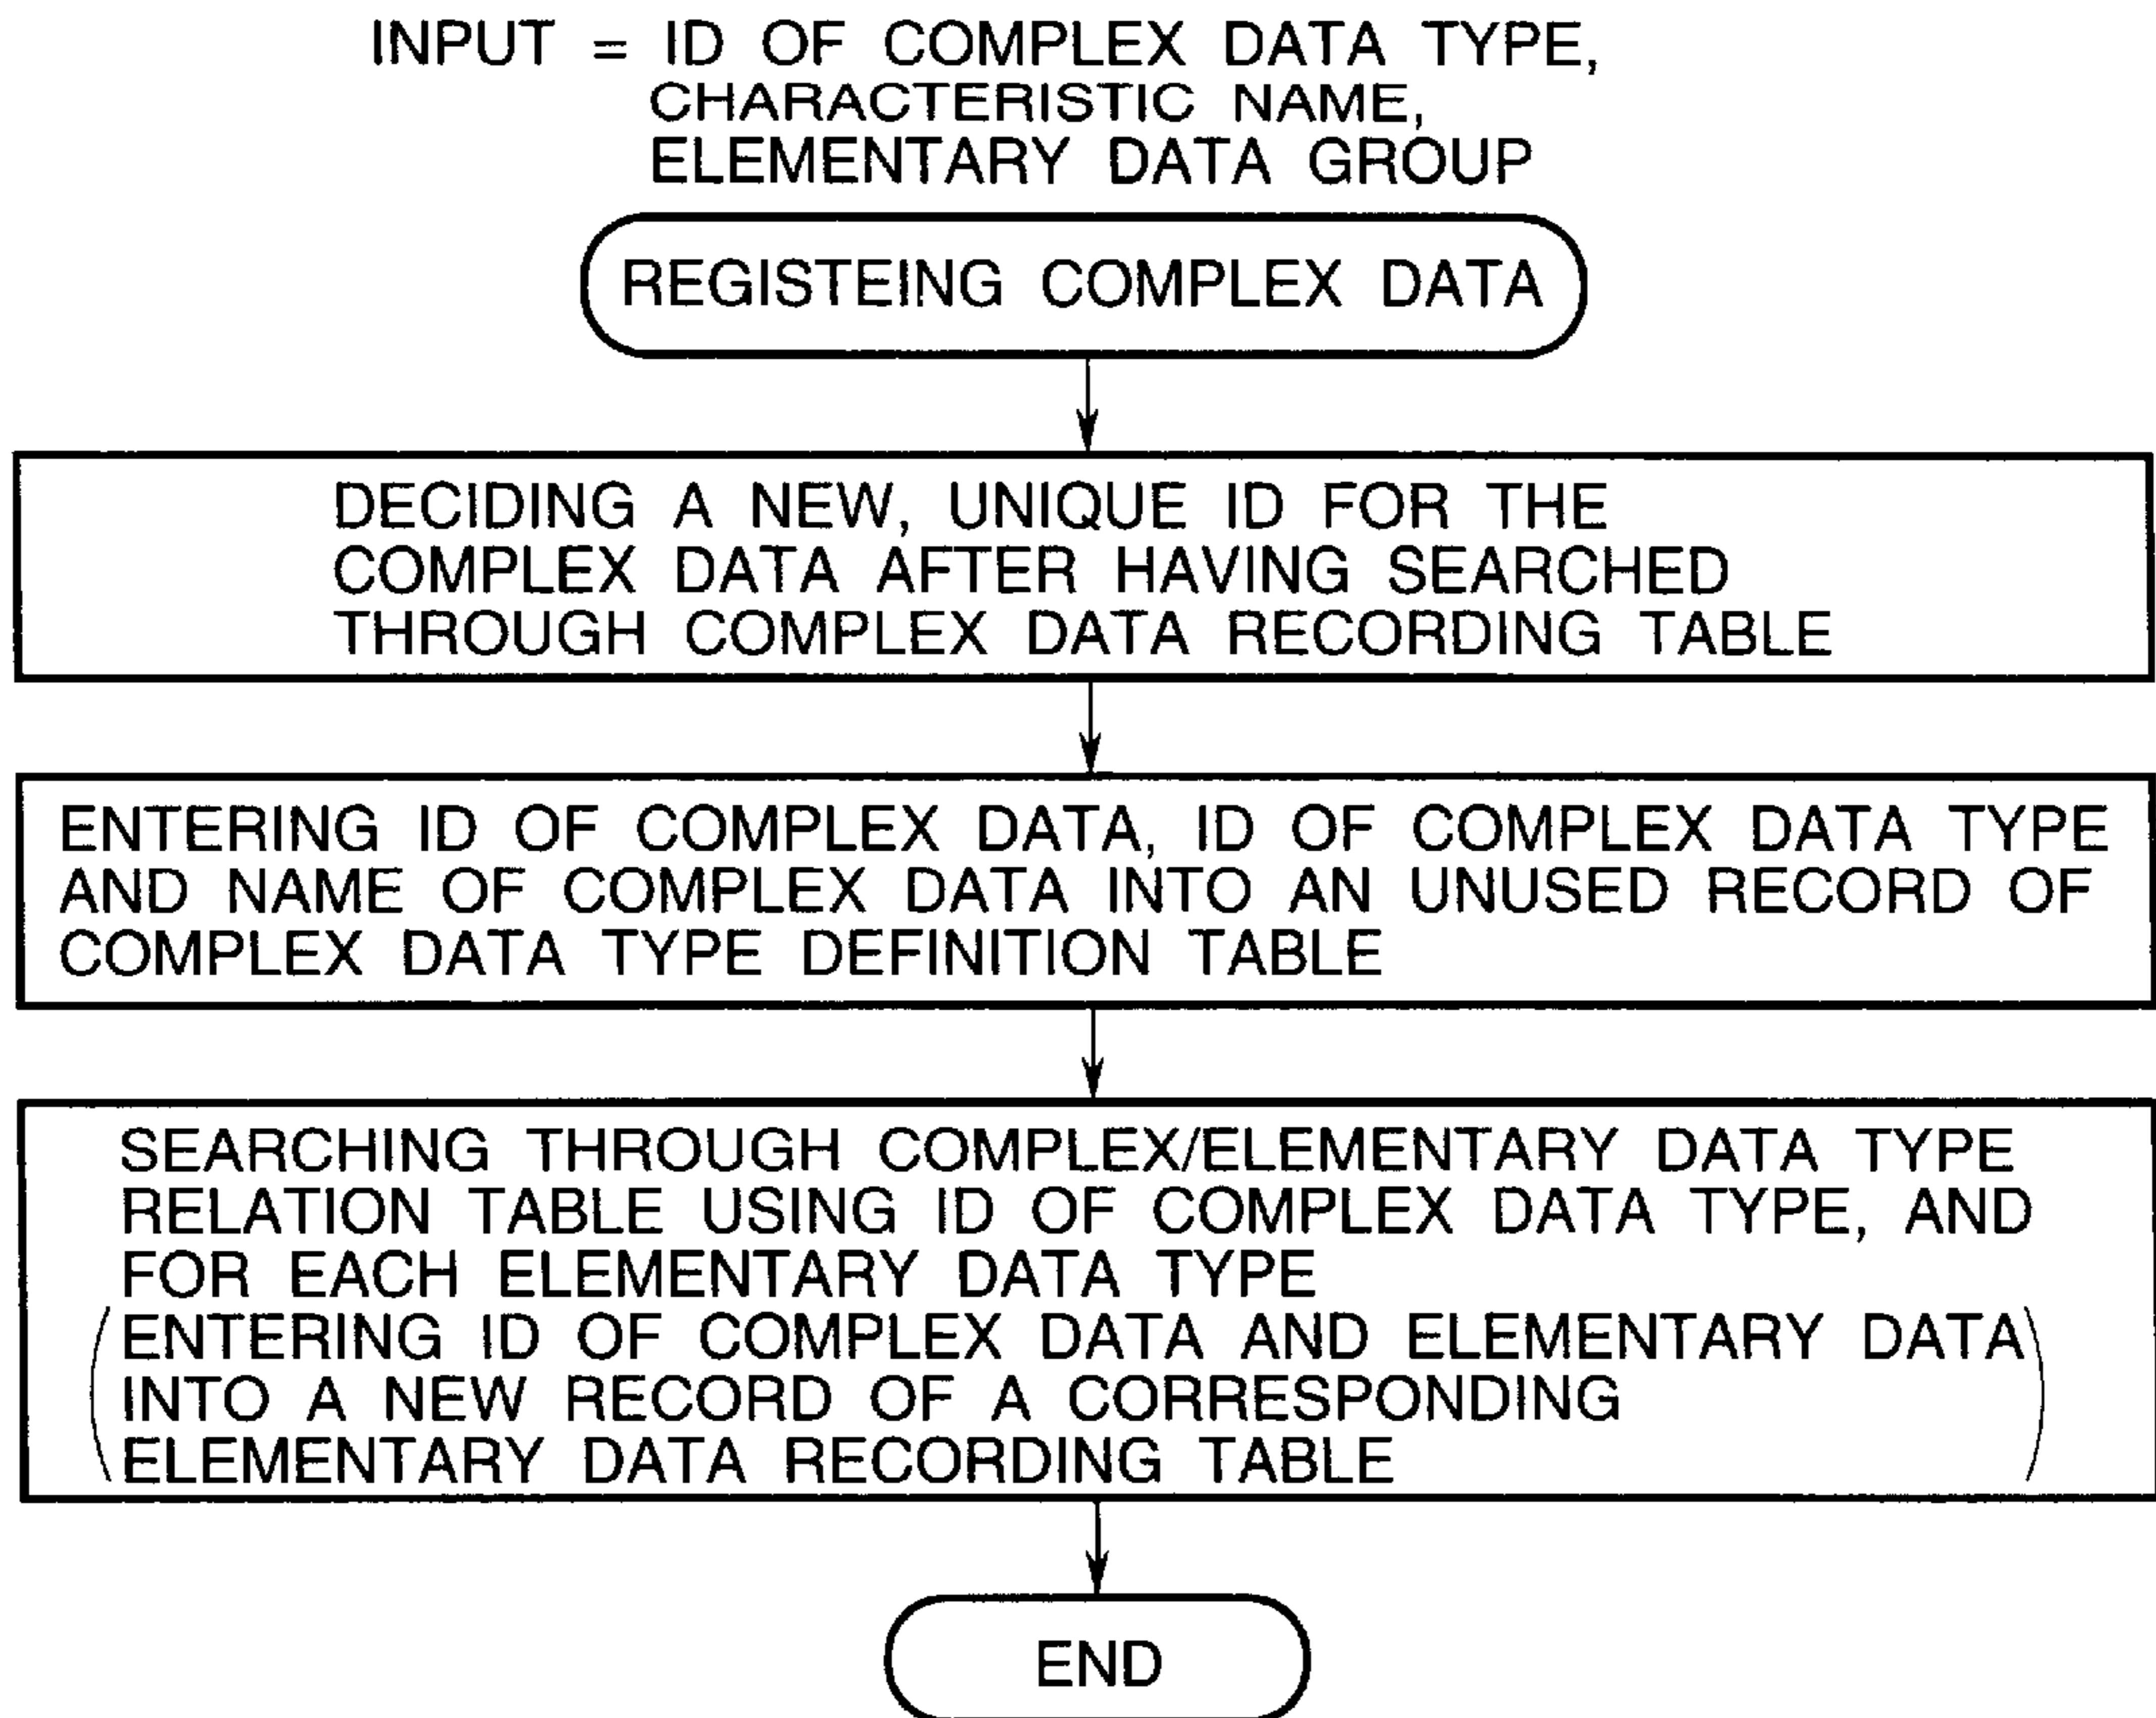 INPUT = ID OF COMPLEX DATA TYPE,
CHARACTERISTIC NAME,
ELEMENTARY DATA GROUP
REGISTEING COMPLEX DATA
DECIDING A NEW, UNIQUE ID FOR THE
COMPLEX DATA AFTER HAVING SEARCHED
THROUGH COMPLEX DATA RECORDING TABLE
ENTERING ID OF COMPLEX DATA, ID OF COMPLEX DATA TYPE
AND NAME OF COMPLEX DATA INTO AN UNUSED RECORD OF
COMPLEX DATA TYPE DEFINITION TABLE
SEARCHING THROUGH COMPLEX/ELEMENTARY DATA TYPE
RELATION TABLE USING ID OF COMPLEX DATA TYPE, AND
FOR EACH ELEMENTARY DATA TYPE
(ENTERING ID OF COMPLEX DATA AND ELEMENTARY DATA
INTO A NEW RECORD OF A CORRESPONDING
ELEMENTARY DATA RECORDING TABLE)
END